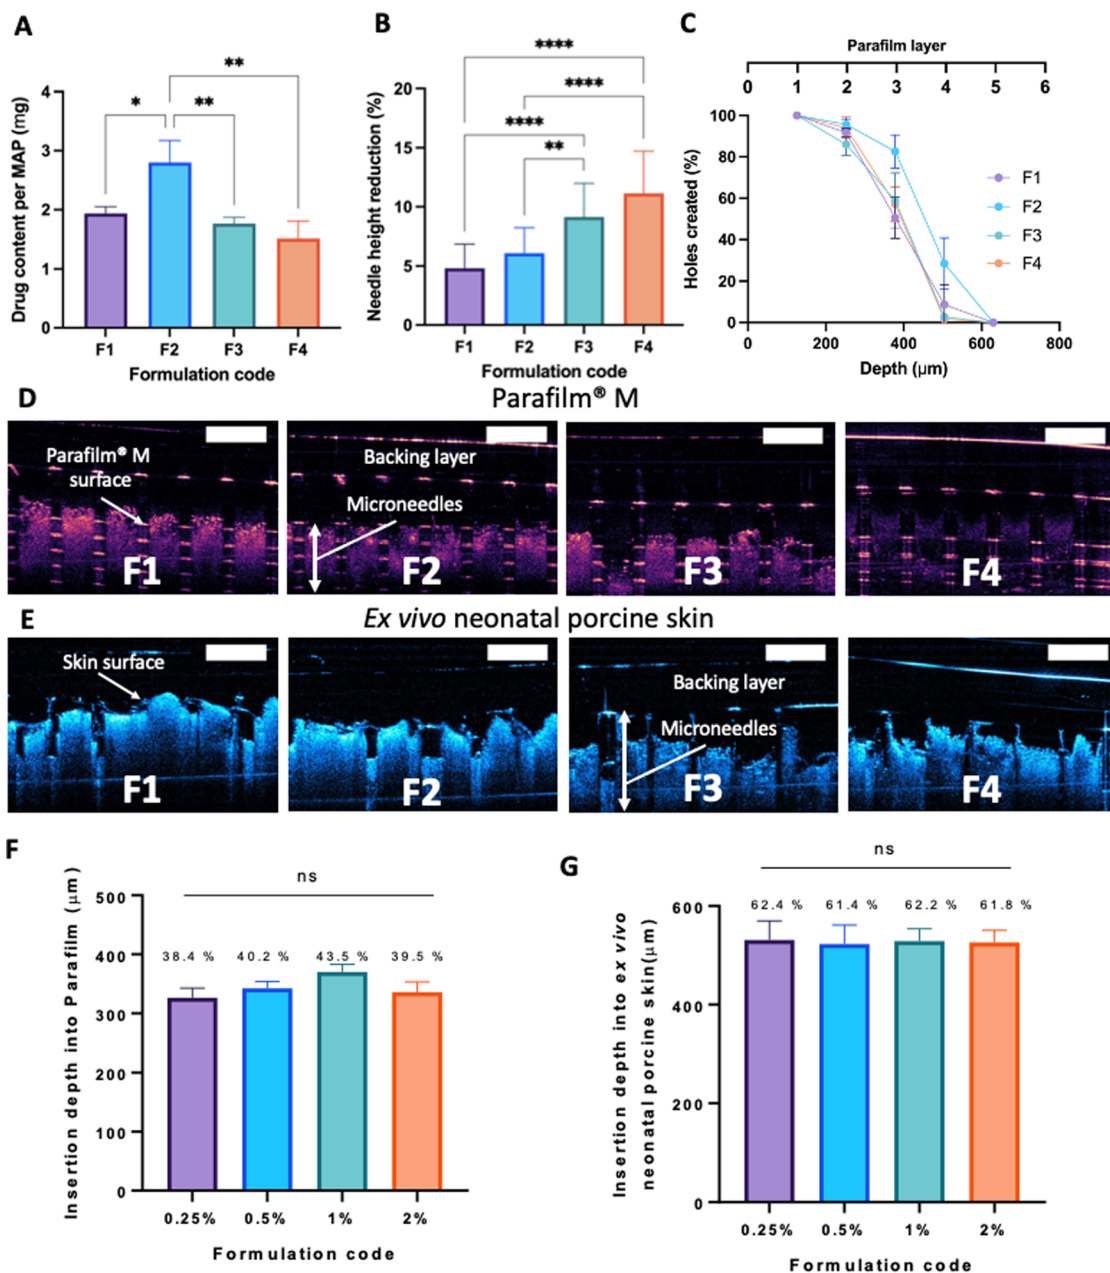 A
Drug content per MAP (mg)
4
3
2
1
0
*
**
**
F1 F2 F3 F4
Formulation code
B
Needle height reduction (%)
20
15
10
5
0
****
****
****
**
F1 F2 F3 F4
Formulation code
C
Parafilm layer
0 1 2 3 4 5 6
Holes created (%)
100
80
60
40
20
0
F1
F2
F3
F4
0 200 400 600 800
Depth (μm)
D
Parafilm® M
Parafilm® M
surface
F1
Backing layer
Microneedles
F2
F3
F4
E
Ex vivo neonatal porcine skin
Skin surface
F1
F2
Backing layer
Microneedles
F3
F4
F
Insertion depth into Parafilm (μm)
500
400
300
200
100
0
ns
38.4 % 40.2 % 43.5 % 39.5 %
0.25% 0.5% 1% 2%
Formulation code
G
Insertion depth into ex vivo
neonatal porcine skin(μm)
600
400
200
0
ns
62.4 % 61.4 % 62.2 % 61.8 %
0.25% 0.5% 1% 2%
Formulation code